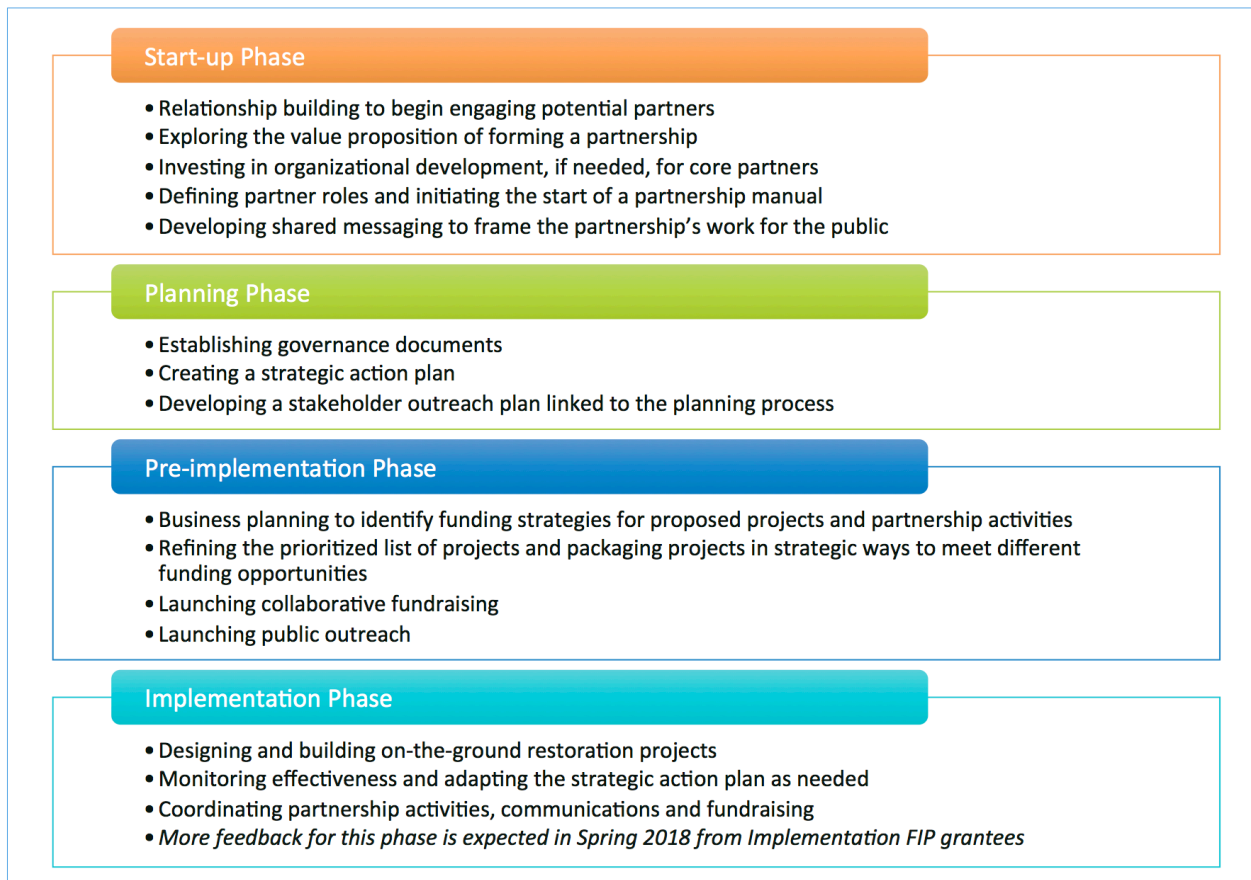 Start-up Phase
• Relationship building to begin engaging potential partners
• Exploring the value proposition of forming a partnership
• Investing in organizational development, if needed, for core partners
• Defining partner roles and initiating the start of a partnership manual
• Developing shared messaging to frame the partnership’s work for the public
Planning Phase
• Establishing governance documents
• Creating a strategic action plan
• Developing a stakeholder outreach plan linked to the planning process
Pre-implementation Phase
• Business planning to identify funding strategies for proposed projects and partnership activities
• Refining the prioritized list of projects and packaging projects in strategic ways to meet different
funding opportunities
• Launching collaborative fundraising
• Launching public outreach
Implementation Phase
• Designing and building on-the-ground restoration projects
• Monitoring effectiveness and adapting the strategic action plan as needed
• Coordinating partnership activities, communications and fundraising
• More feedback for this phase is expected in Spring 2018 from Implementation FIP grantees